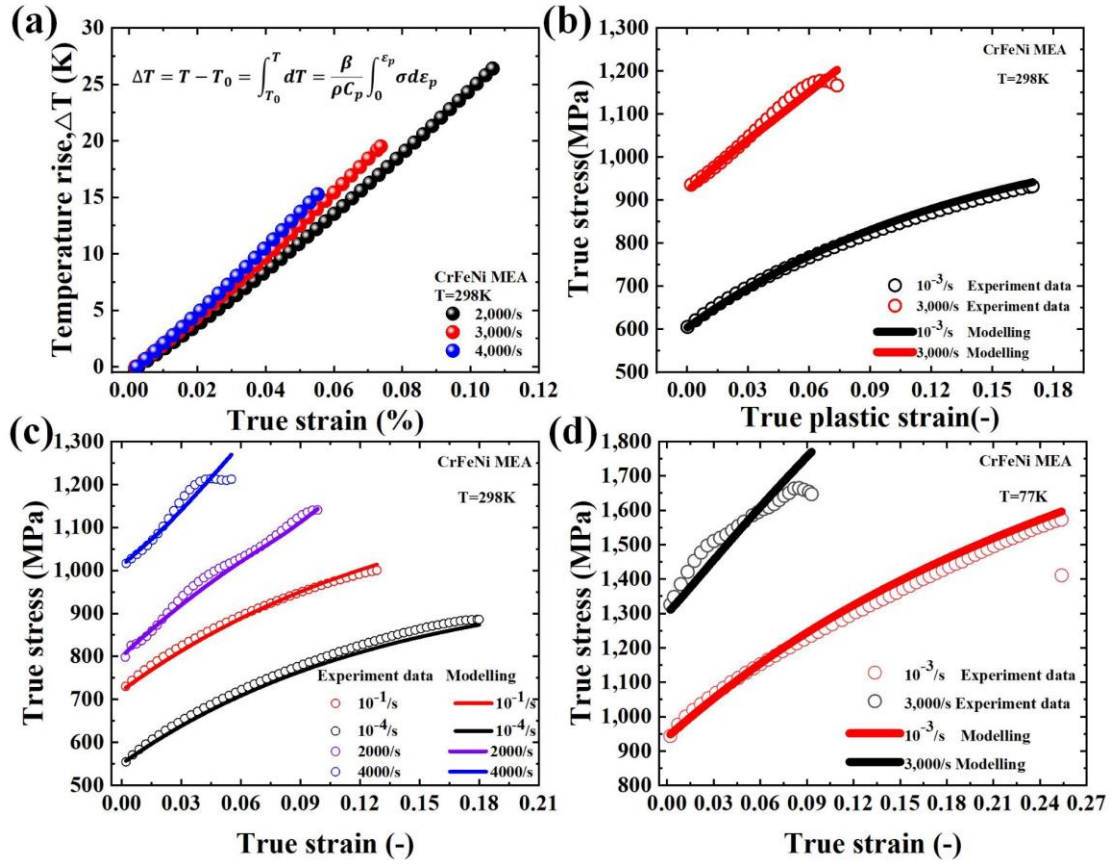 (a)
30
25
20
15
10
5
0
Temperature rise,△T (K)
ΔT = T − T₀ = ∫_{T₀}^{T} dT = β/ρCₚ ∫₀^{εₚ} σdεₚ
CrFeNi MEA
T=298K
2,000/s
3,000/s
4,000/s
0.00 0.02 0.04 0.06 0.08 0.10 0.12
True strain (%)
(b)
1,300
1,200
1,100
1,000
900
800
700
600
500
True stress(MPa)
CrFeNi MEA
T=298K
10⁻³/s Experiment data
3,000/s Experiment data
10⁻³/s Modelling
3,000/s Modelling
0.00 0.03 0.06 0.09 0.12 0.15 0.18
True plastic strain(-)
(c)
1,300
1,200
1,100
1,000
900
800
700
600
500
True stress (MPa)
CrFeNi MEA
T=298K
Experiment data Modelling
10⁻¹/s 10⁻¹/s
10⁻⁴/s 10⁻⁴/s
2000/s 2000/s
4000/s 4000/s
0.00 0.03 0.06 0.09 0.12 0.15 0.18 0.21
True strain (-)
(d)
1,800
1,700
1,600
1,500
1,400
1,300
1,200
1,100
1,000
900
800
True stress (MPa)
CrFeNi MEA
T=77K
10⁻³/s Experiment data
3,000/s Experiment data
10⁻³/s Modelling
3,000/s Modelling
0.00 0.03 0.06 0.09 0.12 0.15 0.18 0.21 0.24 0.27
True strain (-)